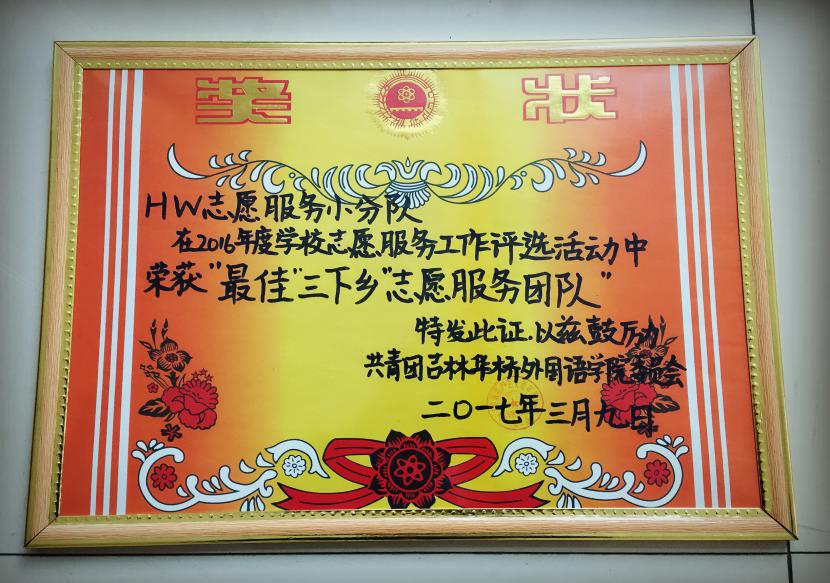 奖状
HW志愿服务小分队
在2016年度学校志愿服务工作评选活动中
荣获"最佳"三下乡"志愿服务团队"
特发此证.以兹鼓励
共青团吉林华桥外国语学院委员会
二〇一七年三月九日